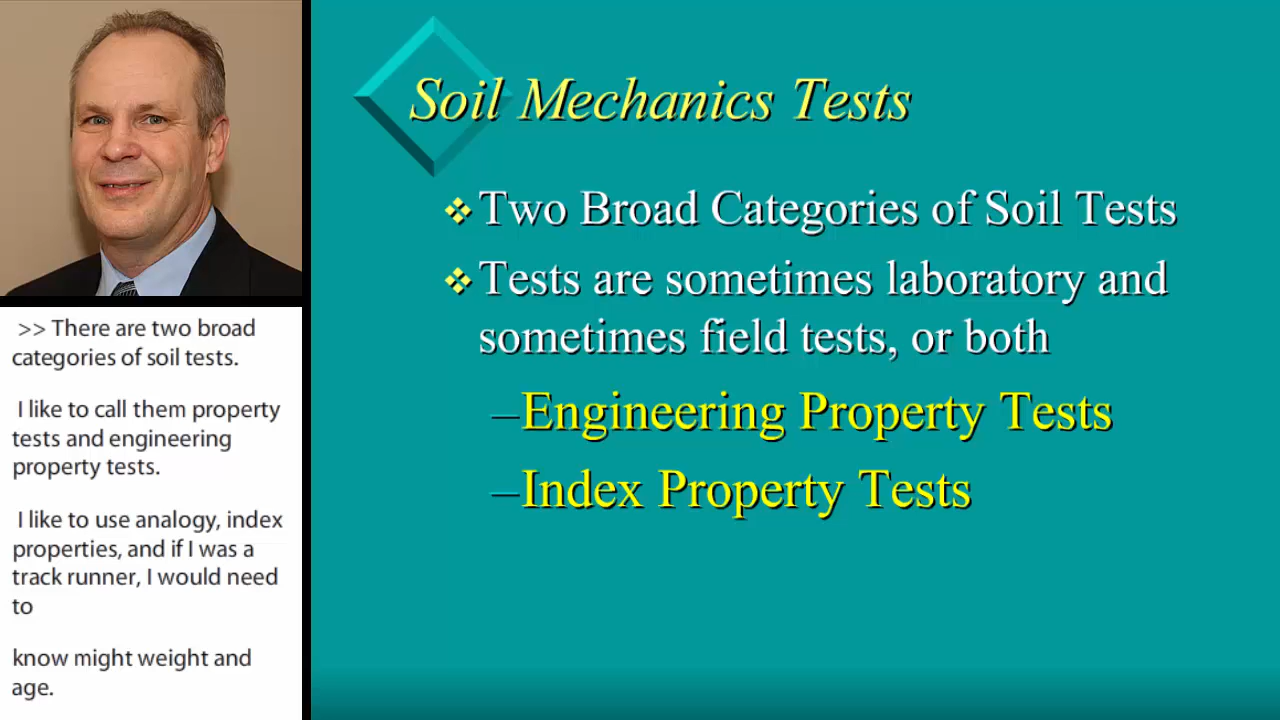 Soil Mechanics Tests
❖Two Broad Categories of Soil Tests
❖Tests are sometimes laboratory and
sometimes field tests, or both
–Engineering Property Tests
–Index Property Tests
>> There are two broad
categories of soil tests.
I like to call them property
tests and engineering
property tests.
I like to use analogy, index
properties, and if I was a
track runner, I would need
to
know might weight and
age.